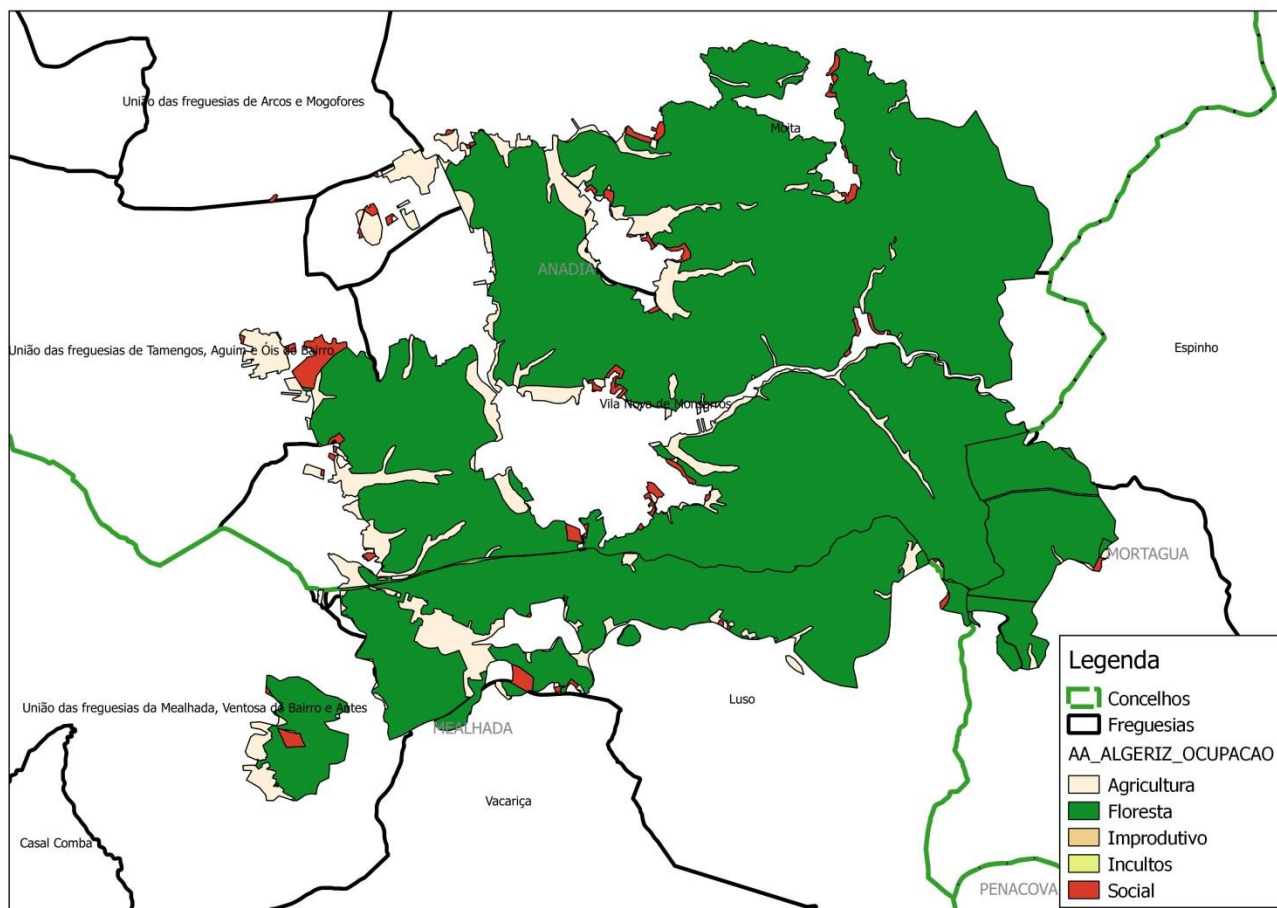 União das freguesias de Arcos e Mogofores
Moita
ANADIA
União das freguesias de Tamengos, Aguim e Óis do Bairro
Espinho
Vila Nova de Monsarros
MORTAGUA
União das freguesias da Mealhada, Ventosa do Bairro e Antes
Luso
MEALHADA
Vacariça
Casal Comba
PENACOVA
Legenda
Concelhos
Freguesias
AA_ALGERIZ_OCUPACAO
Agricultura
Floresta
Improdutivo
Incultos
Social